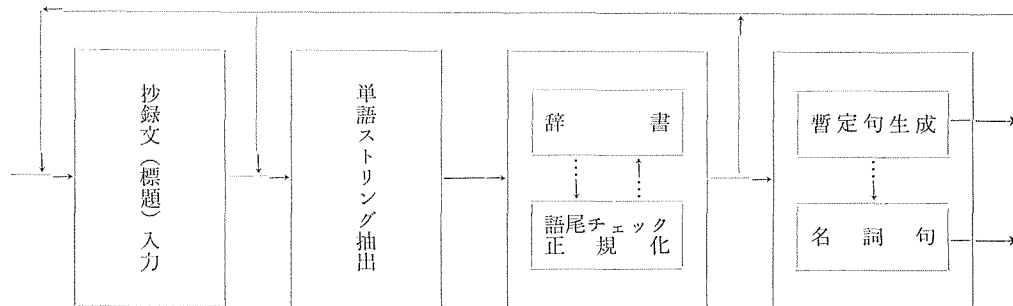 抄録文（標題）入力
単語ストリング抽出
辞書
語尾チェック
正規化
暫定句生成
名詞句